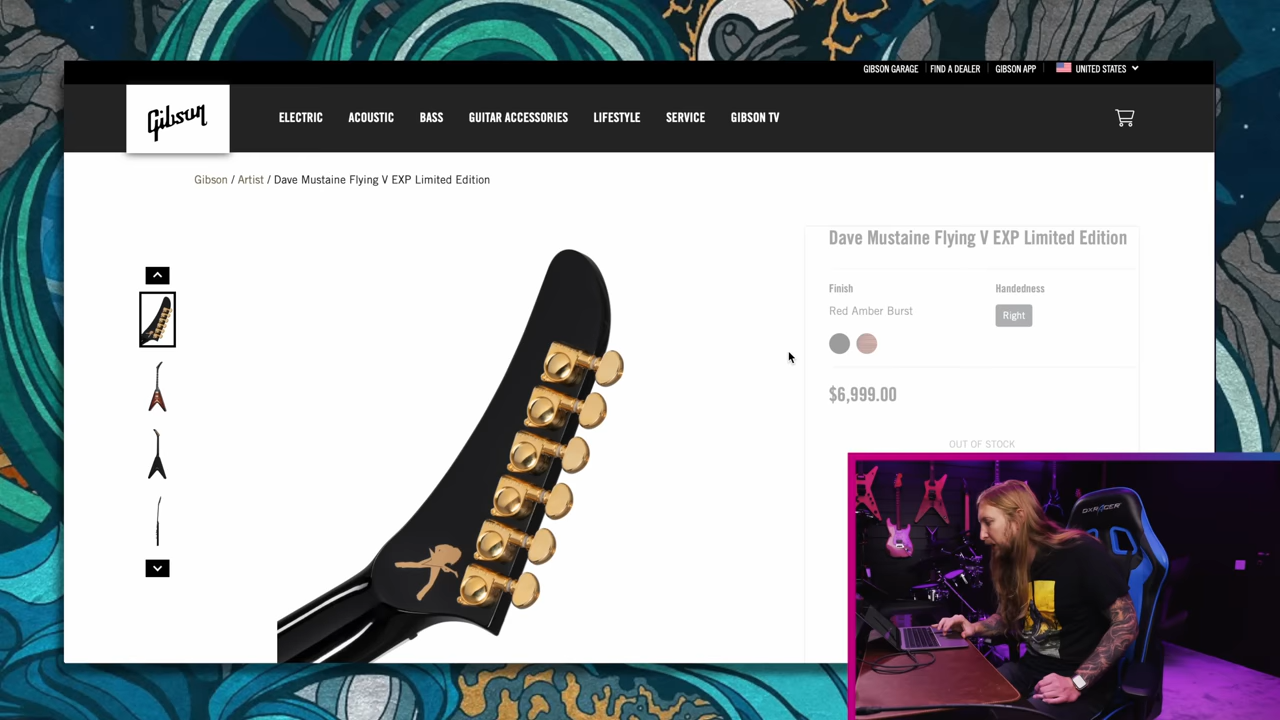 GIBSON GARAGE FIND A DEALER GIBSON APP UNITED STATES
Gibson ELECTRIC ACOUSTIC BASS GUITAR ACCESSORIES LIFESTYLE SERVICE GIBSON TV
Gibson / Artist / Dave Mustaine Flying V EXP Limited Edition
Dave Mustaine Flying V EXP Limited Edition
Finish
Handedness
Red Amber Burst
Right
$6,999.00
OUT OF STOCK
DXRACER